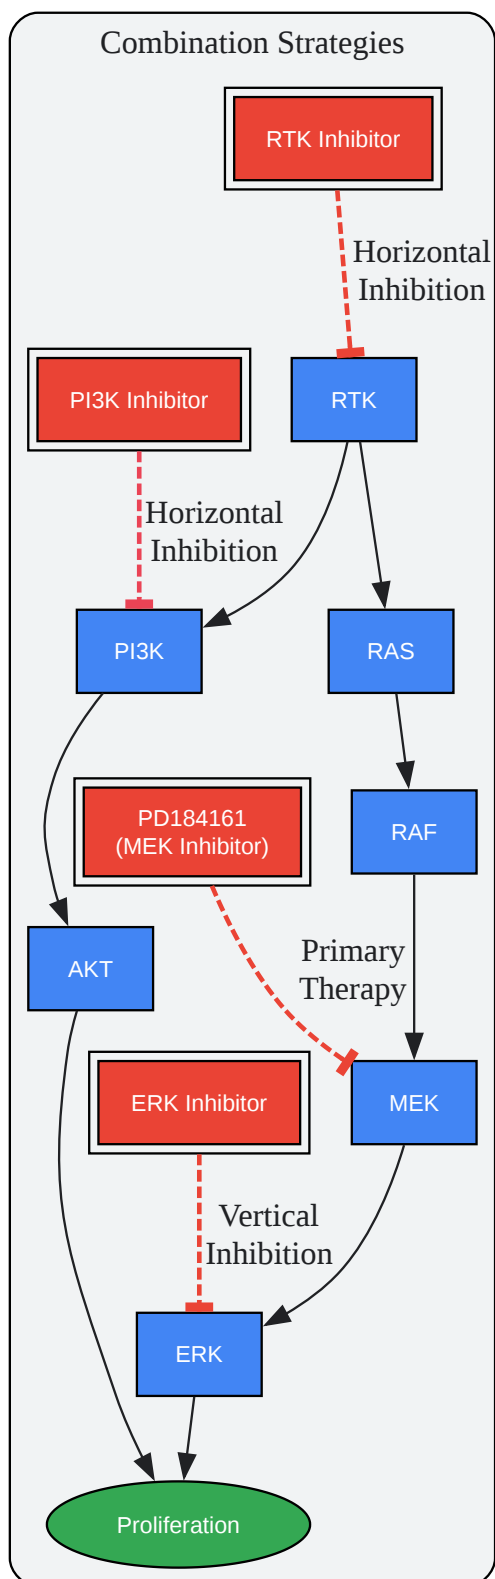 Combination Strategies
RTK Inhibitor
Horizontal
Inhibition
PI3K Inhibitor
RTK
Horizontal
Inhibition
PI3K
RAS
PD184161
(MEK Inhibitor)
RAF
AKT
Primary
Therapy
ERK Inhibitor
MEK
Vertical
Inhibition
ERK
Proliferation